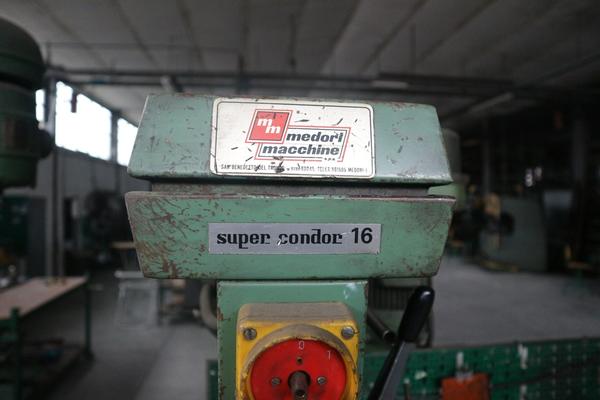 mm
medori
macchine
super condor 16
0
1